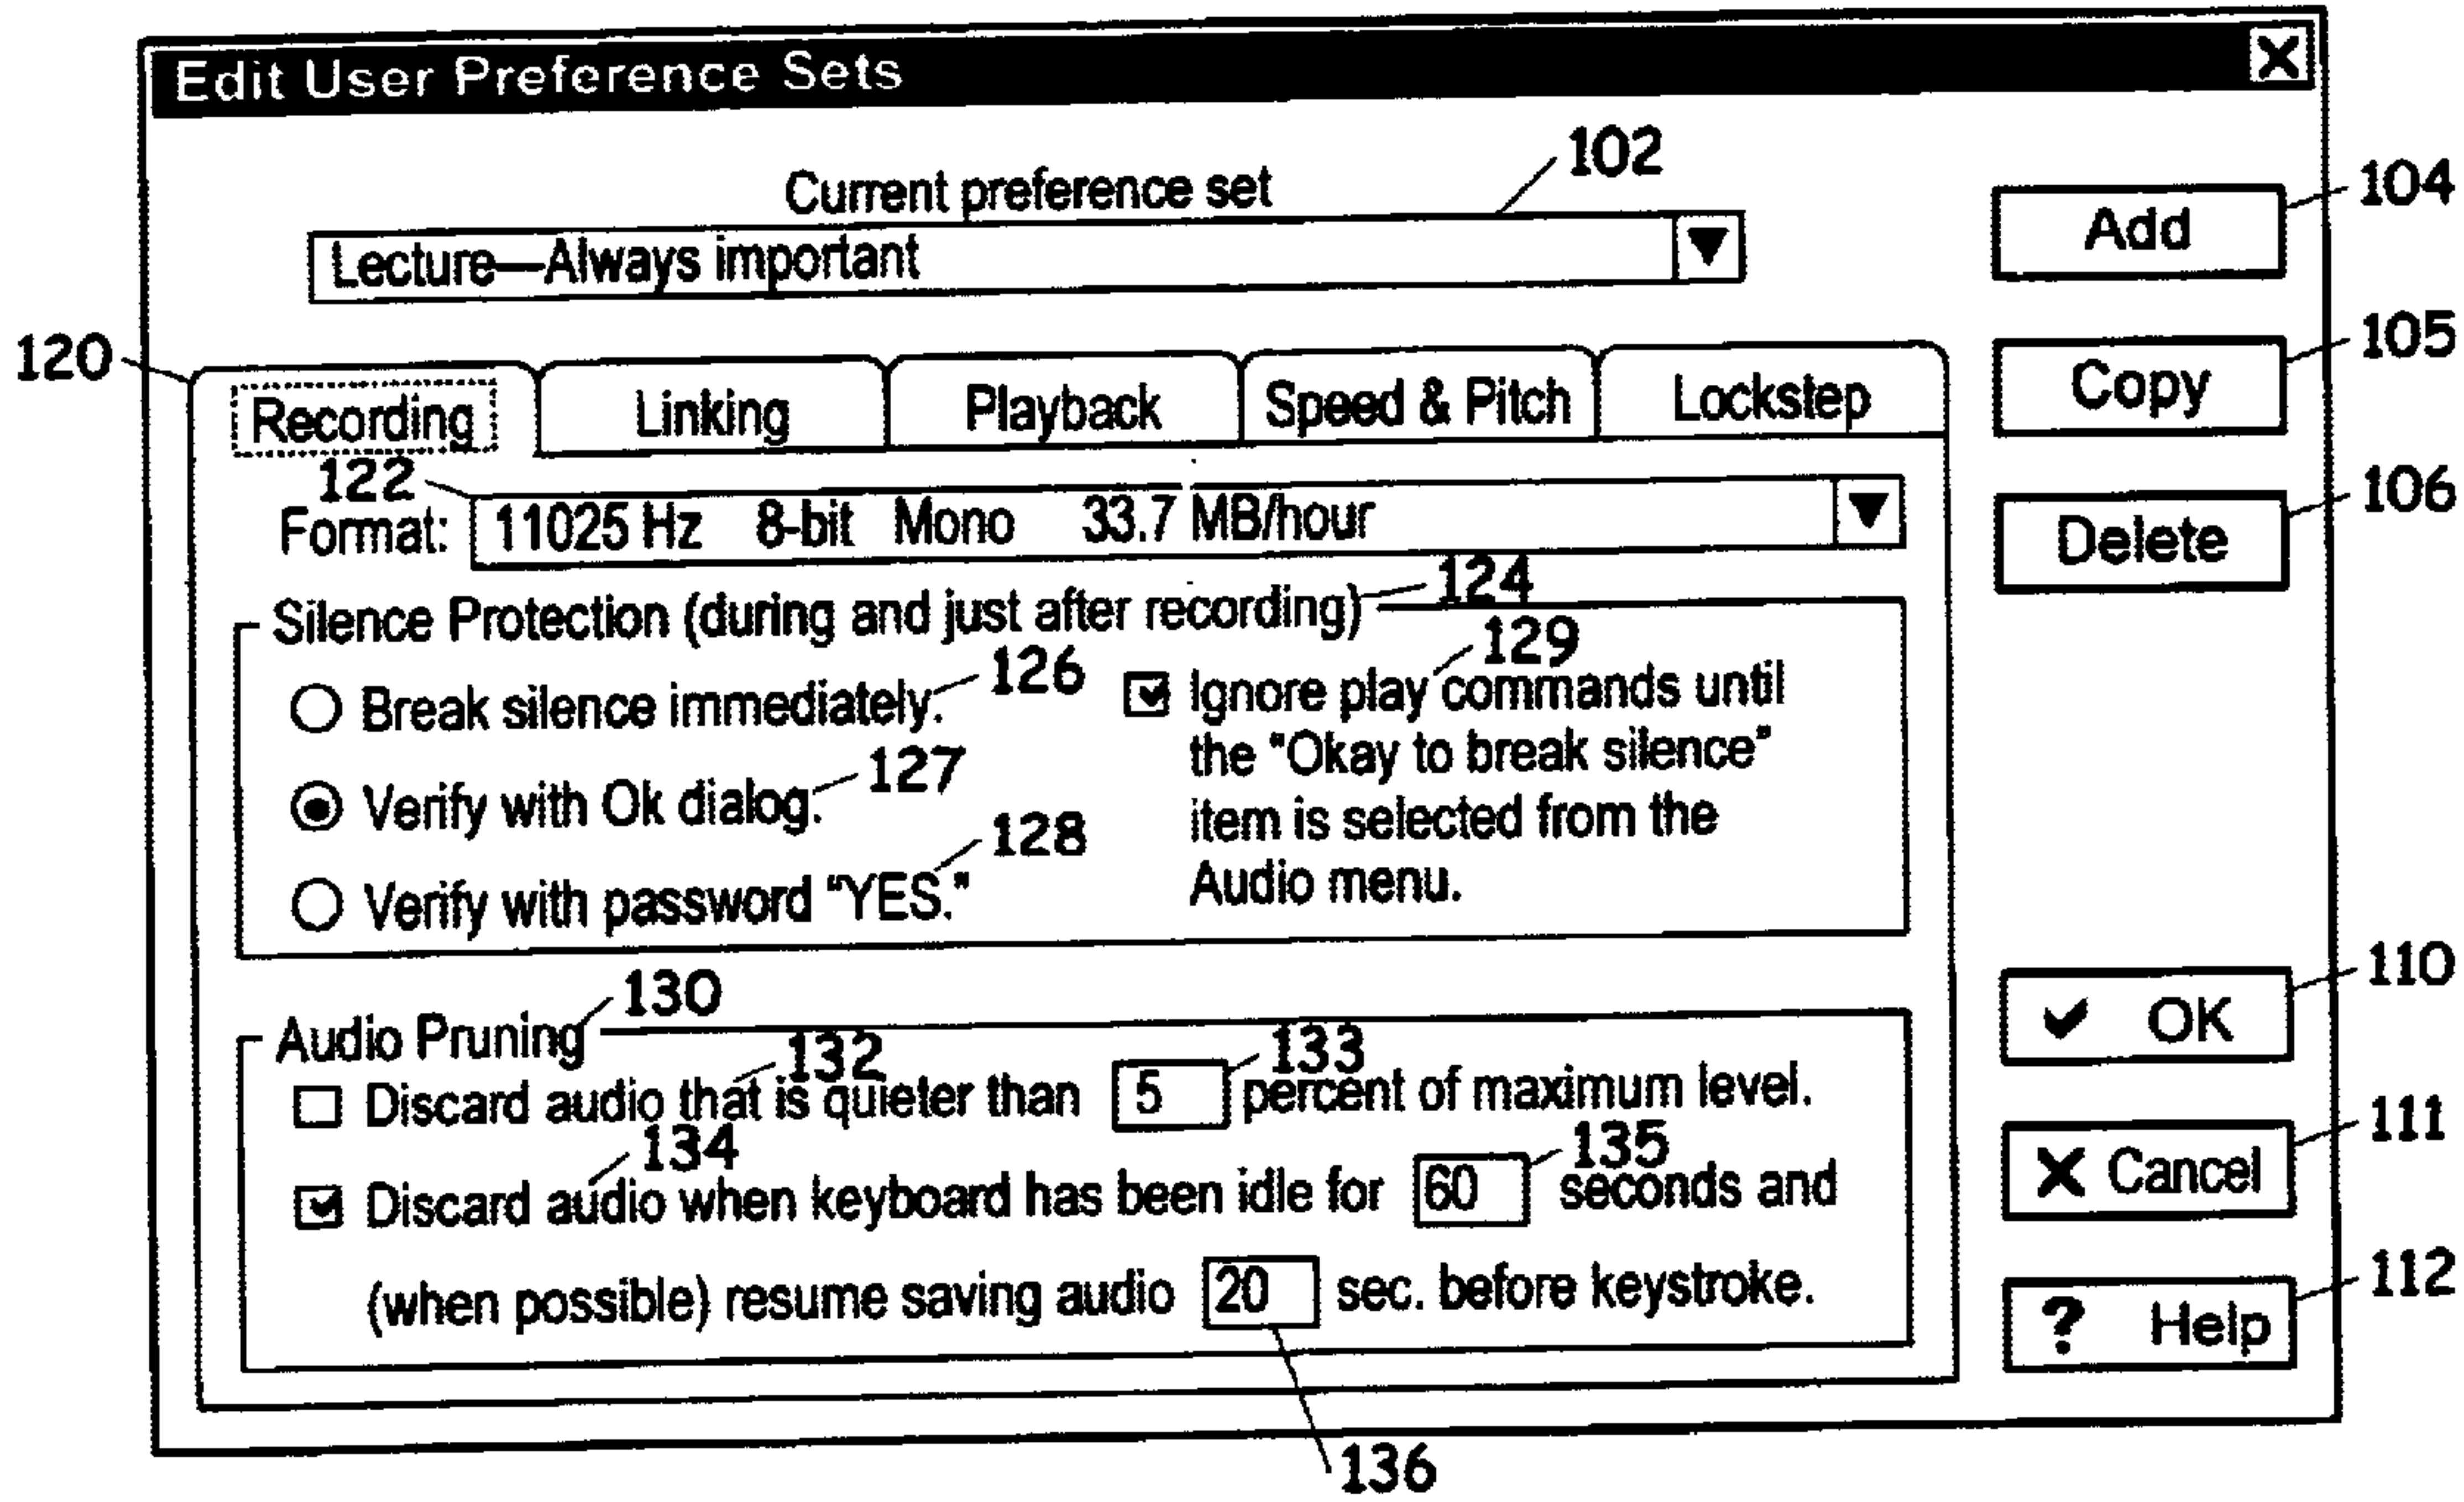 Edit User Preference Sets
102
Current preference set
Lecture—Always important
104
Add
105
Copy
106
Delete
120
Recording Linking Playback Speed & Pitch Lockstep
122
Format: 11025 Hz 8-bit Mono 33.7 MB/hour
124
Silence Protection (during and just after recording)
126
Break silence immediately.
127
Verify with Ok dialog.
128
Verify with password “YES.”
129
Ignore play commands until
the "Okay to break silence"
item is selected from the
Audio menu.
130
Audio Pruning
132 133
Discard audio that is quieter than 5 percent of maximum level.
134 135
Discard audio when keyboard has been idle for 60 seconds and
(when possible) resume saving audio 20 sec. before keystroke.
136
110
OK
111
Cancel
112
? Help